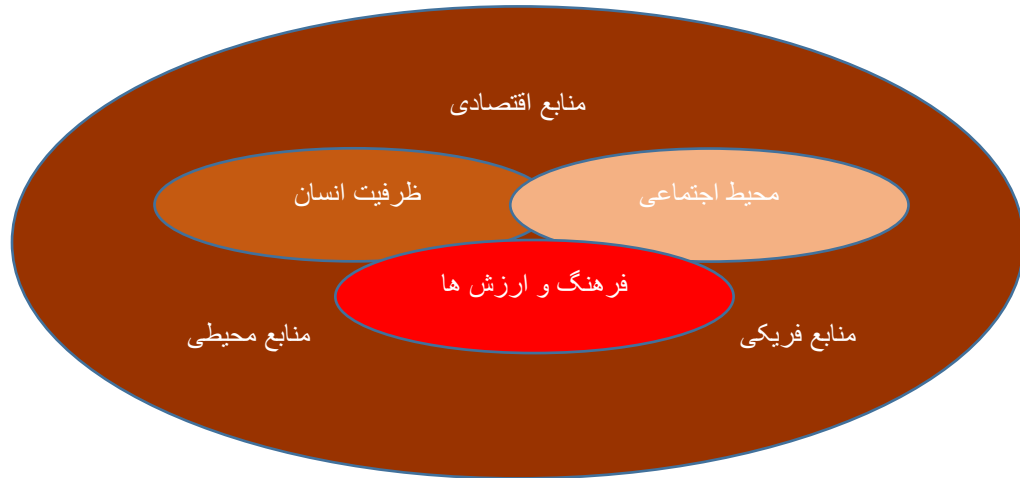 منابع اقتصادی
محیط اجتماعی
ظرفیت انسان
فرهنگ و ارزش ها
منابع فریکی
منابع محیطی